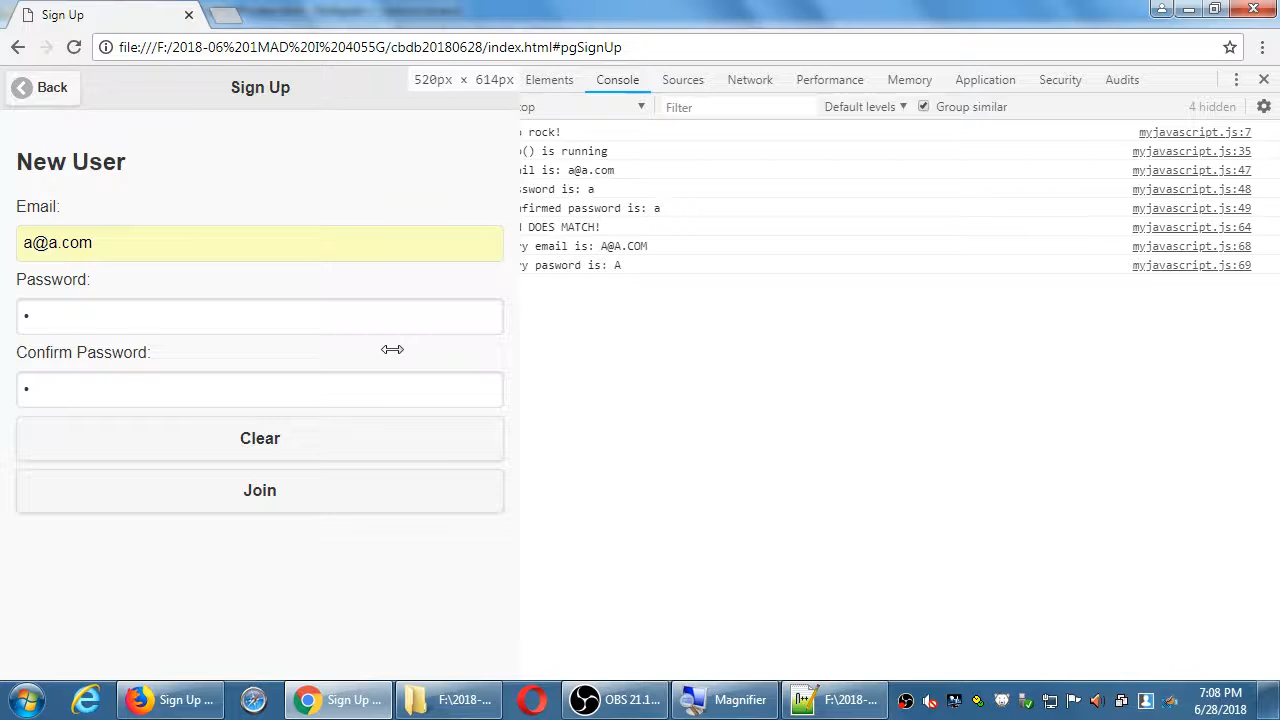 Sign Up
file:///F:/2018-06%201MAD%20I%204055G/cbdb20180628/index.html#pgSignUp
Back
Sign Up
520px × 614px
Elements
Console
Sources
Network
Performance
Memory
Application
Security
Audits
op
Filter
Default levels
Group similar
4 hidden
rock!
myjavascript.js:7
() is running
myjavascript.js:35
il is: a@a.com
myjavascript.js:47
sword is: a
myjavascript.js:48
nfirmed password is: a
myjavascript.js:49
DOES MATCH!
myjavascript.js:64
y email is: A@A.COM
myjavascript.js:68
y pasword is: A
myjavascript.js:69
New User
Email:
a@a.com
Password:
•
Confirm Password:
•
Clear
Join
Sign Up ...
Sign Up ...
F:\2018-...
OBS 21.1...
Magnifier
F:\2018-...
7:08 PM
6/28/2018